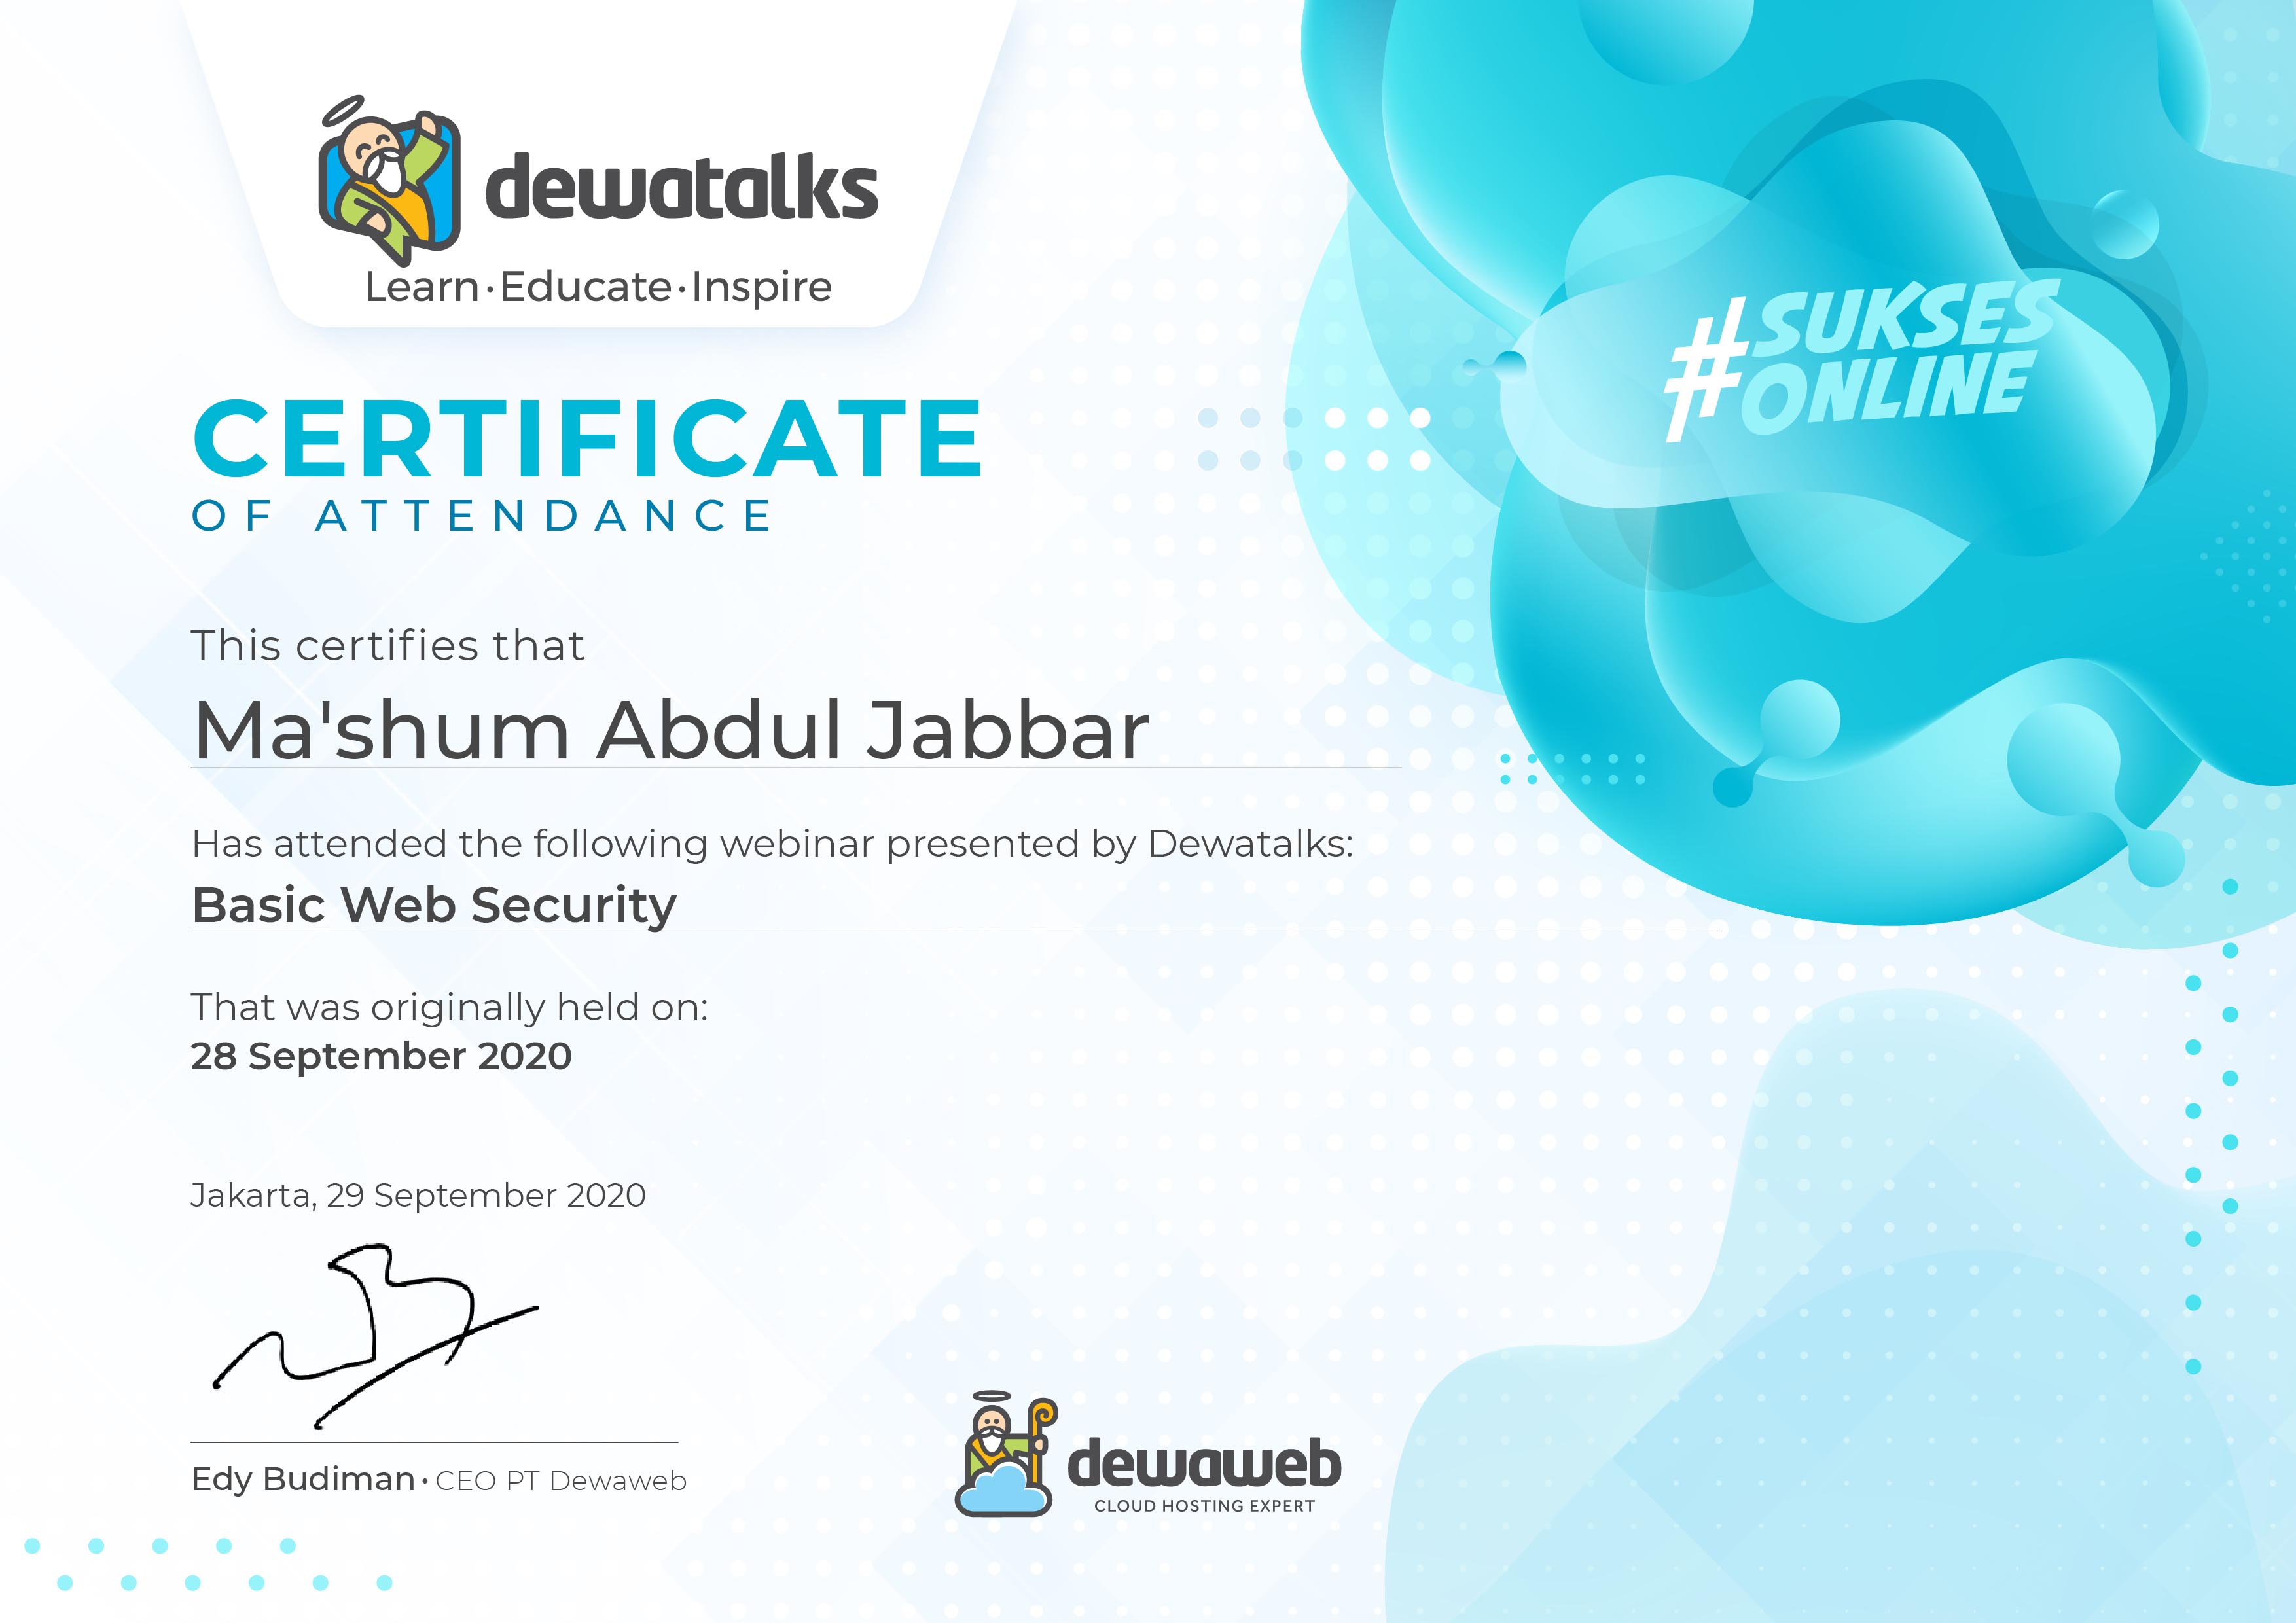 dewatalks
Learn·Educate·Inspire
#SUKSES
ONLINE
CERTIFICATE
OF ATTENDANCE
This certifies that
Ma'shum Abdul Jabbar
Has attended the following webinar presented by Dewatalks:
Basic Web Security
That was originally held on:
28 September 2020
Jakarta, 29 September 2020
Edy Budiman · CEO PT Dewaweb
dewaweb
CLOUD HOSTING EXPERT